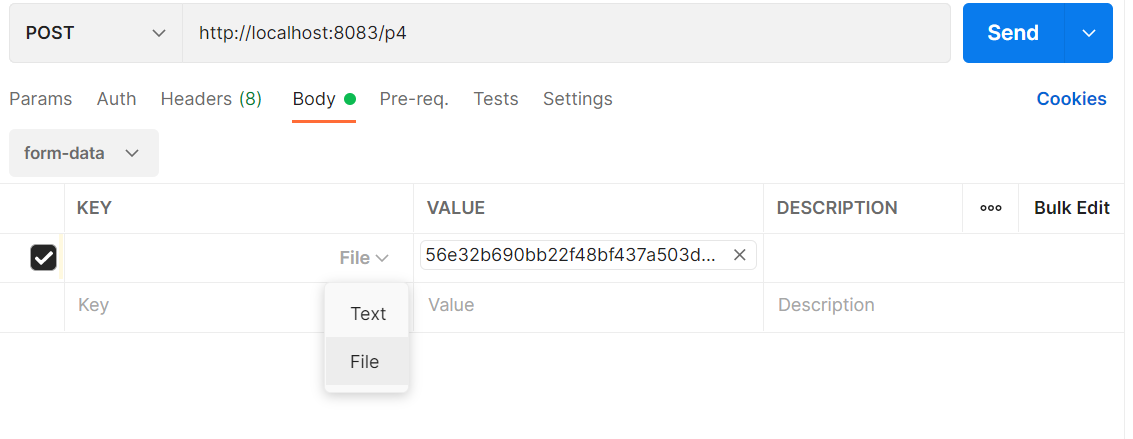 POST http://localhost:8083/p4 Send
Params Auth Headers (8) Body Pre-req. Tests Settings Cookies
form-data
KEY VALUE DESCRIPTION Bulk Edit
File 56e32b690bb22f48bf437a503d...
Key Value Description
Text
File